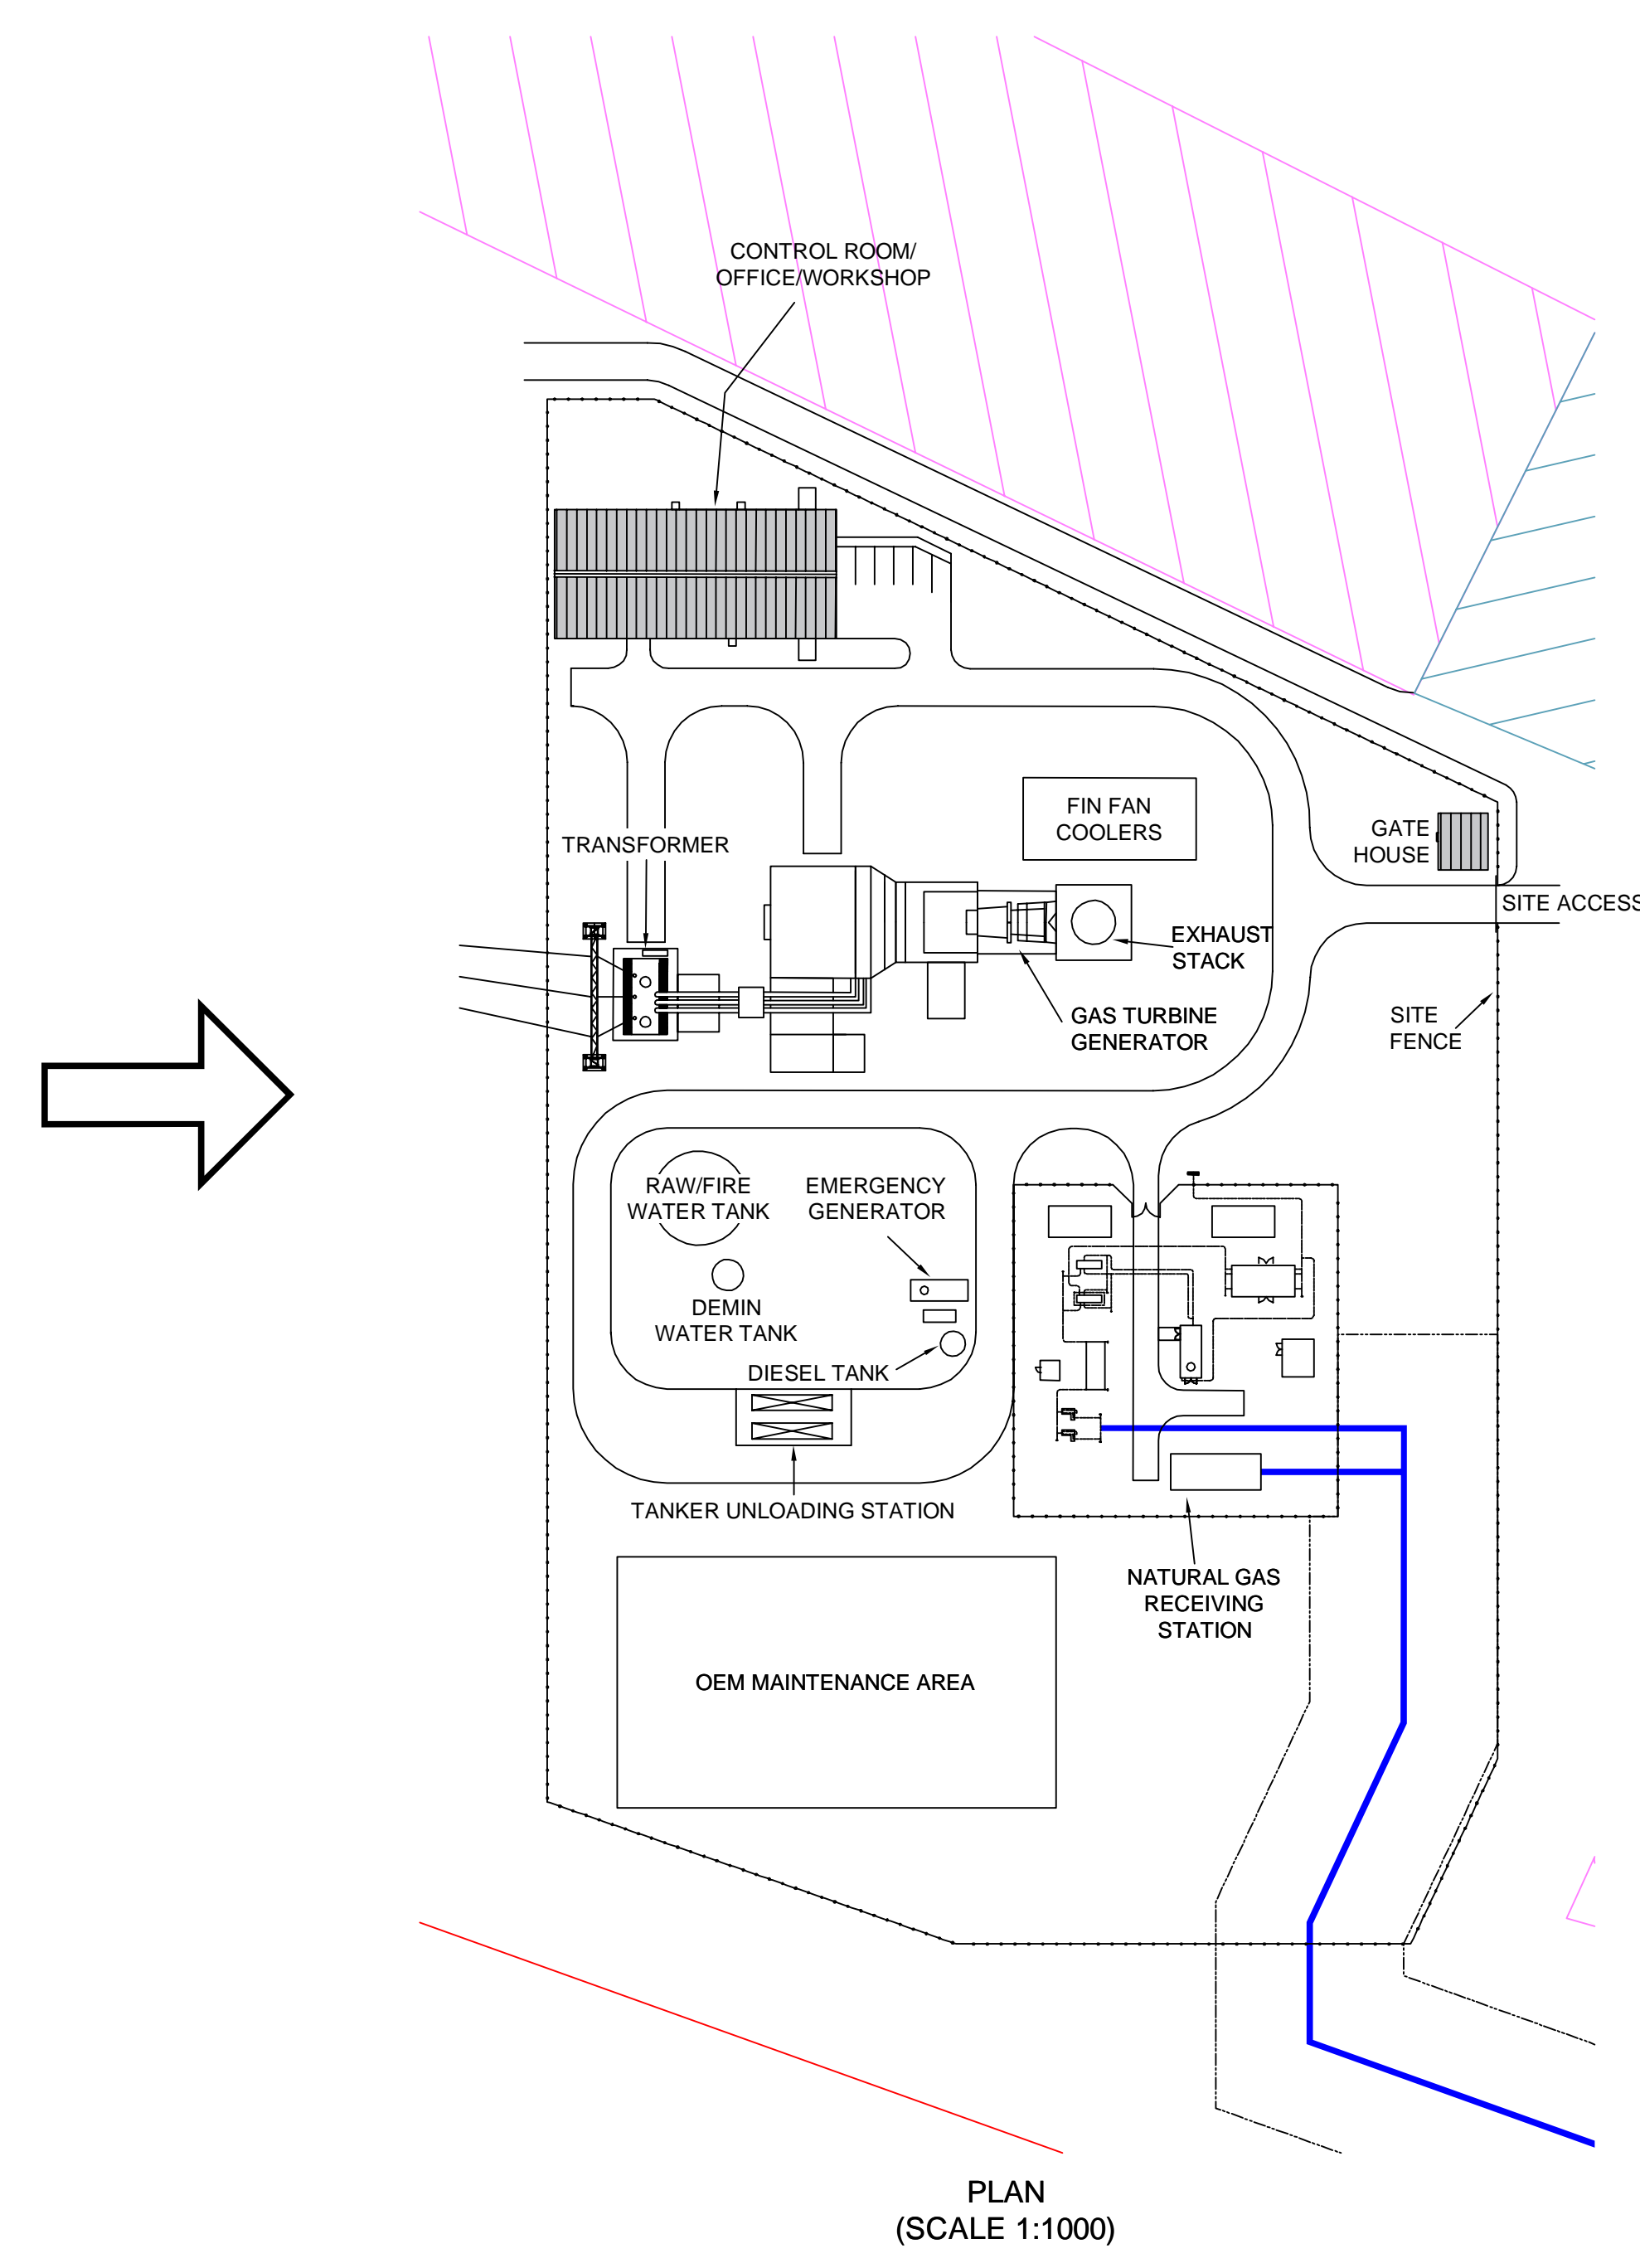 CONTROL ROOM/
OFFICE/WORKSHOP
FIN FAN
COOLERS
GATE
HOUSE
TRANSFORMER
SITE ACCESS
EXHAUST
STACK
GAS TURBINE
GENERATOR
SITE
FENCE
RAW/FIRE
WATER TANK
EMERGENCY
GENERATOR
DEMIN
WATER TANK
DIESEL TANK
TANKER UNLOADING STATION
NATURAL GAS
RECEIVING
STATION
OEM MAINTENANCE AREA
PLAN
(SCALE 1:1000)